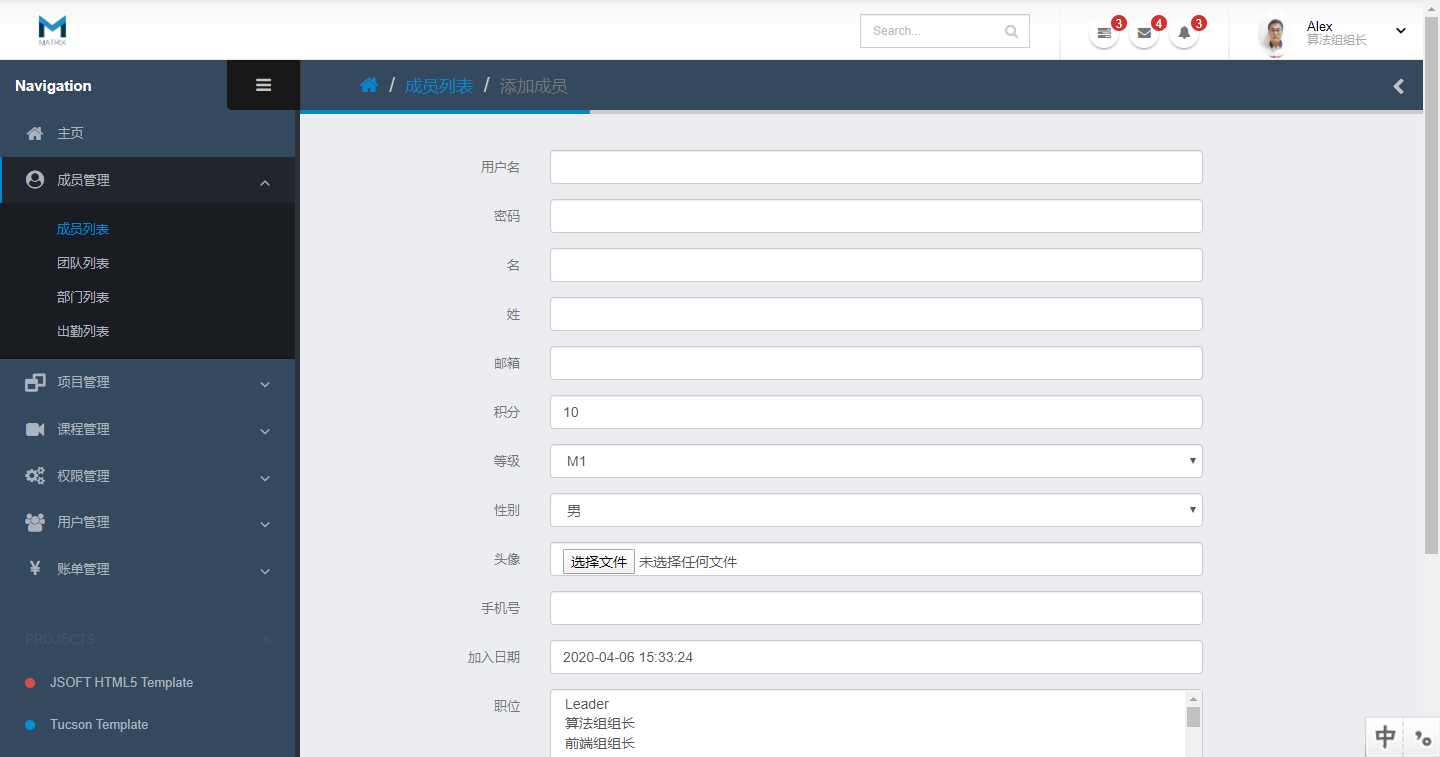 MATRIX
Search...
3
4
3
Alex
算法组组长
Navigation
/ 成员列表 / 添加成员
主页
成员管理
成员列表
团队列表
部门列表
出勤列表
项目管理
课程管理
权限管理
用户管理
¥ 账单管理
PROJECTS
JSOFT HTML5 Template
Tucson Template
用户名
密码
名
姓
邮箱
积分 10
等级 M1
性别 男
头像 选择文件 未选择任何文件
手机号
加入日期 2020-04-06 15:33:24
职位 Leader
算法组组长
前端组组长
中